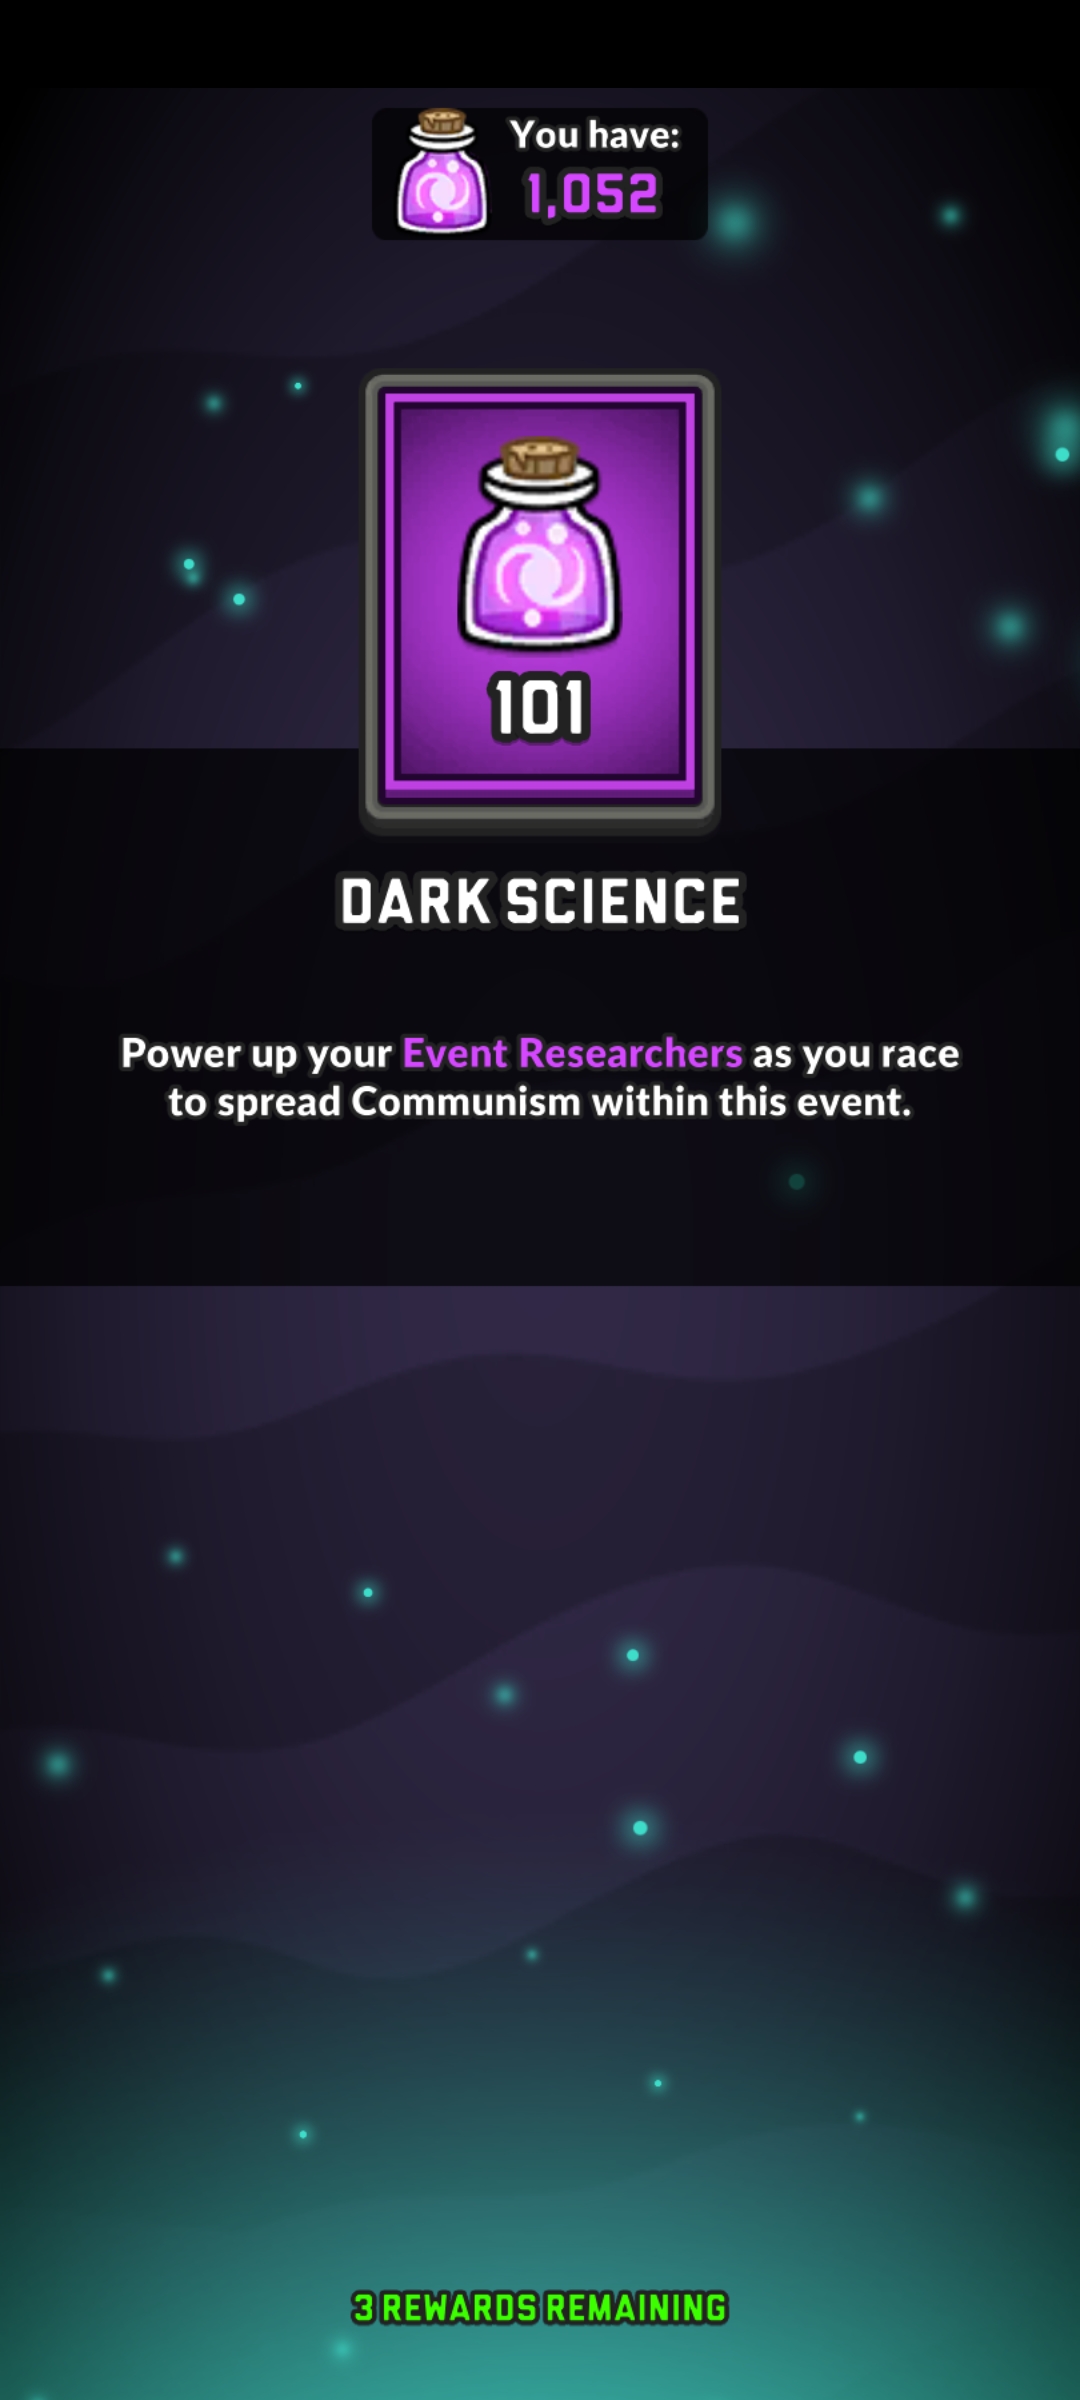 You have:
1,052
101
DARK SCIENCE
Power up your Event Researchers as you race
to spread Communism within this event.
3 REWARDS REMAINING